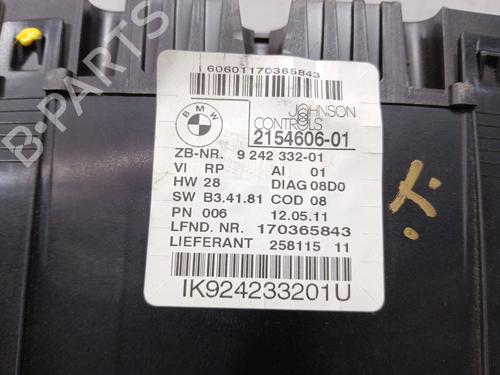 60601170365843
BMW
JOHNSON
CONTROLS
2154606-01
ZB-NR. 9 242 332-01
VI RP AI 01
HW 28 DIAG 08D0
SW B3.41.81 COD 08
PN 006 12.05.11
LFND. NR. 170365843
LIEFERANT 258115 11
IK924233201U
B-PARTS